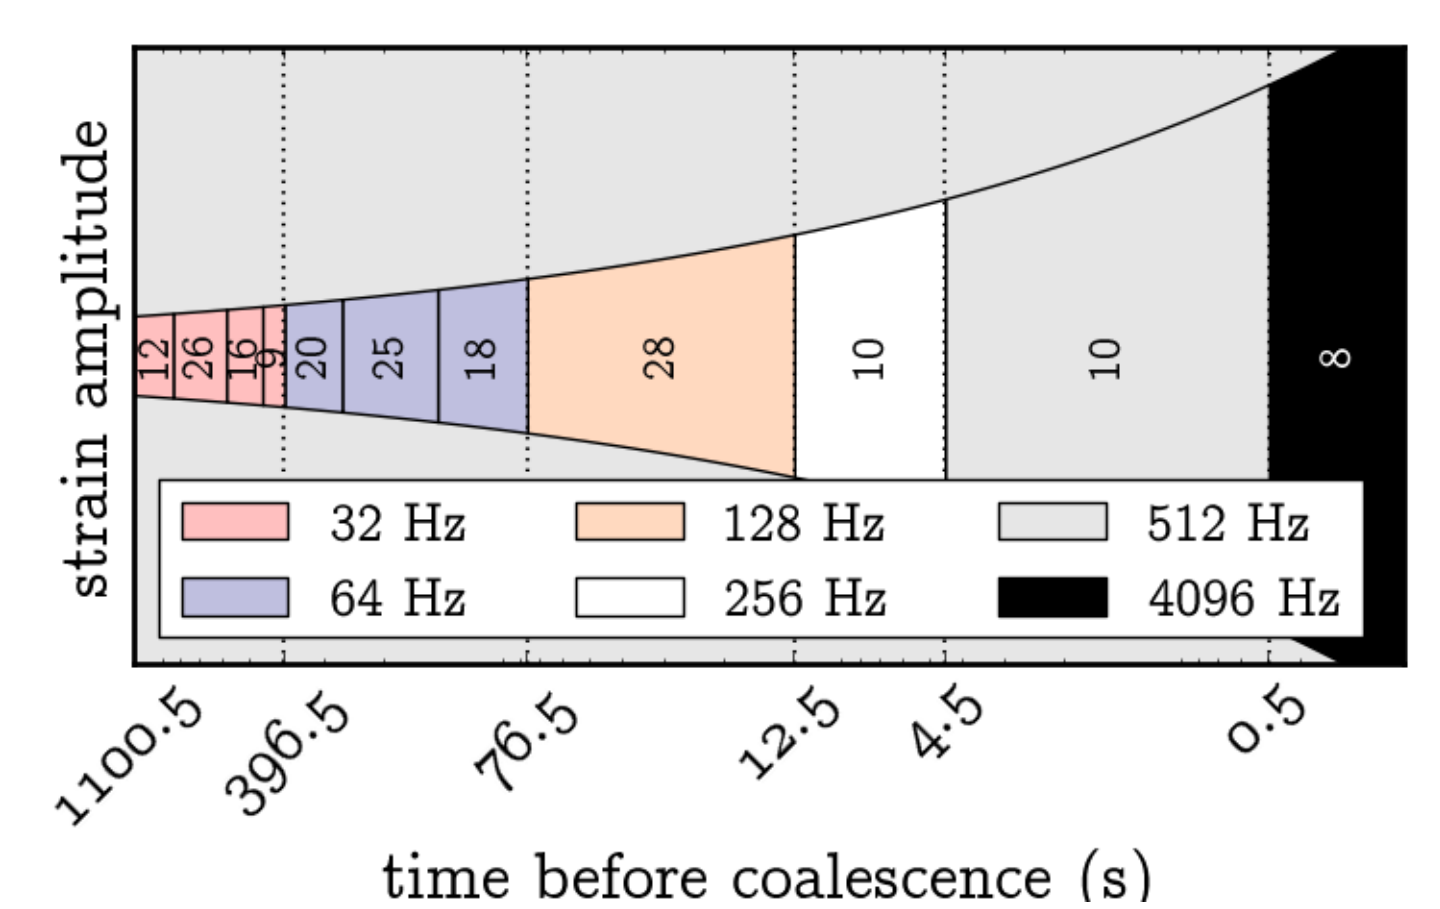 strain amplitude
12 26 16 9 20 25 18 28 10 10 8
32 Hz 128 Hz 512 Hz
64 Hz 256 Hz 4096 Hz
1100.5 396.5 76.5 12.5 4.5 0.5
time before coalescence (s)